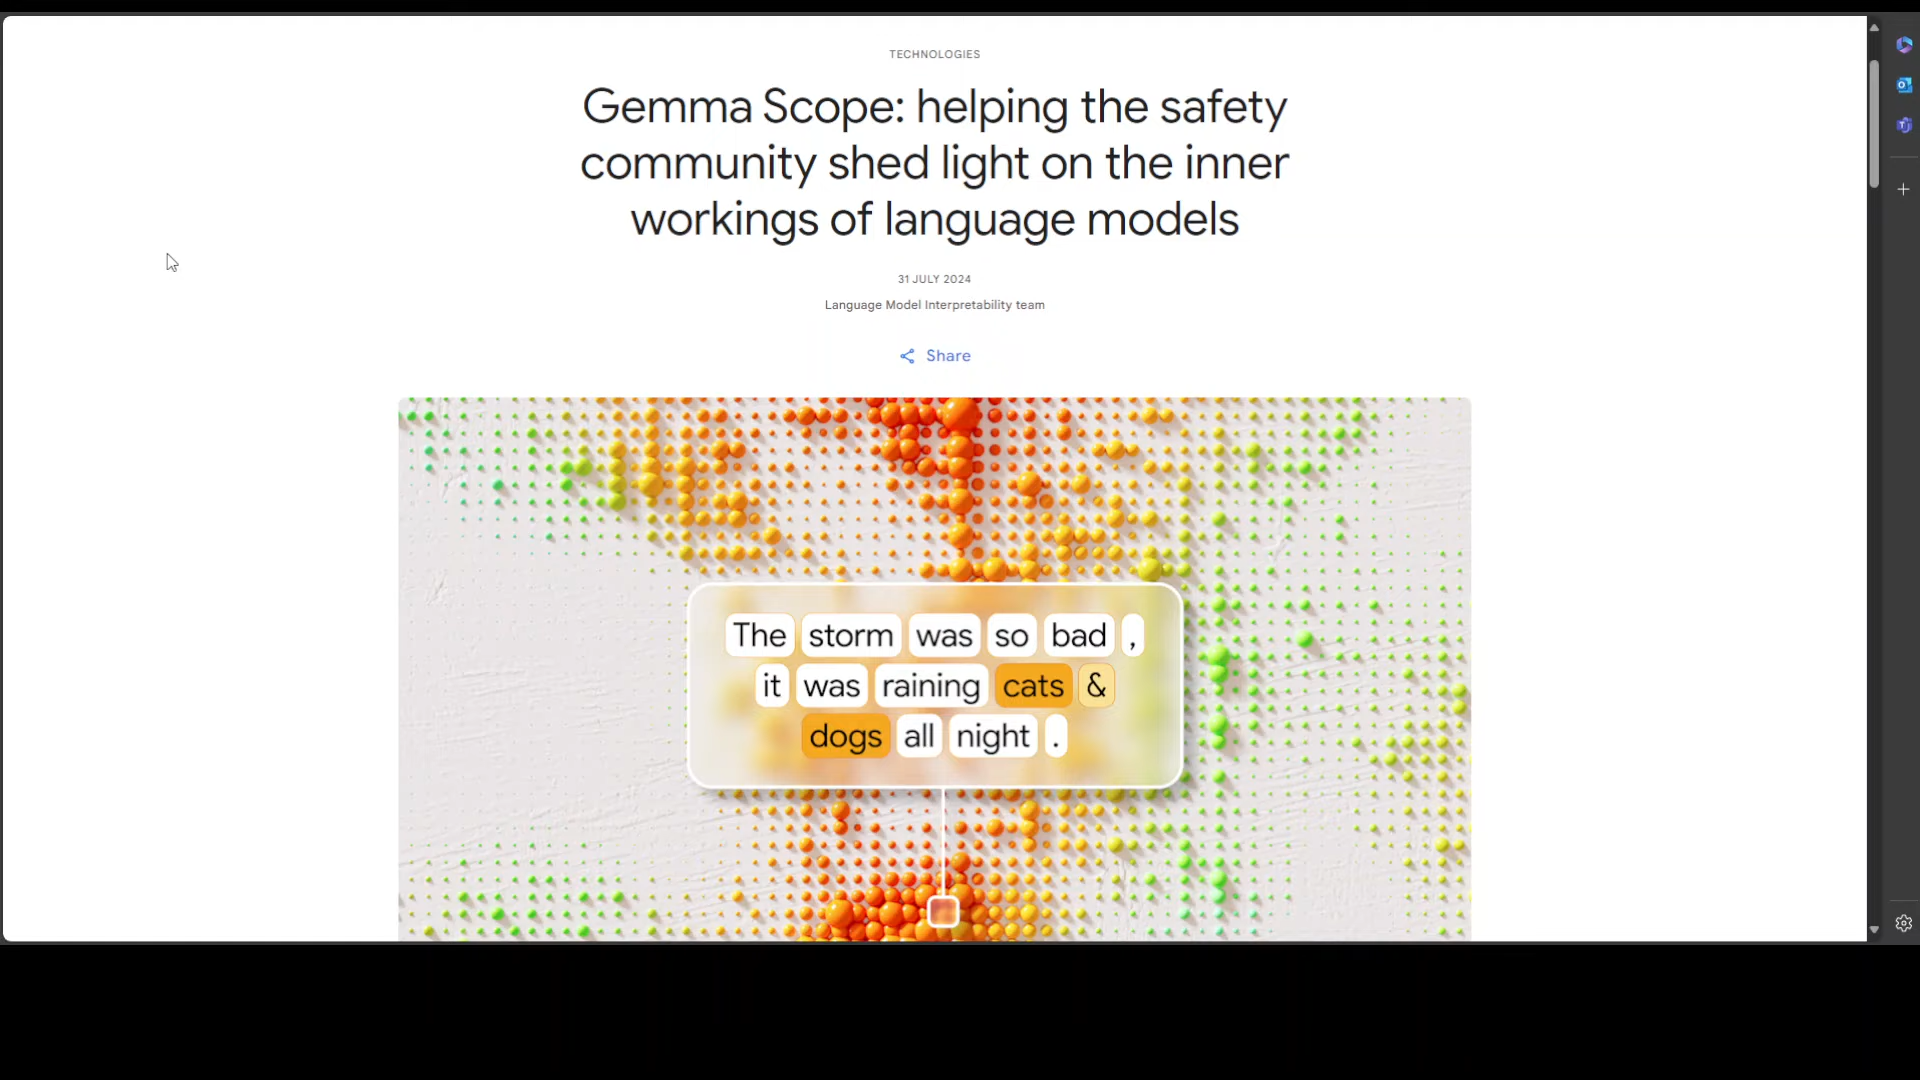 TECHNOLOGIES
Gemma Scope: helping the safety
community shed light on the inner
workings of language models
31 JULY 2024
Language Model Interpretability team
Share
The storm was so bad ,
it was raining cats &
dogs all night .